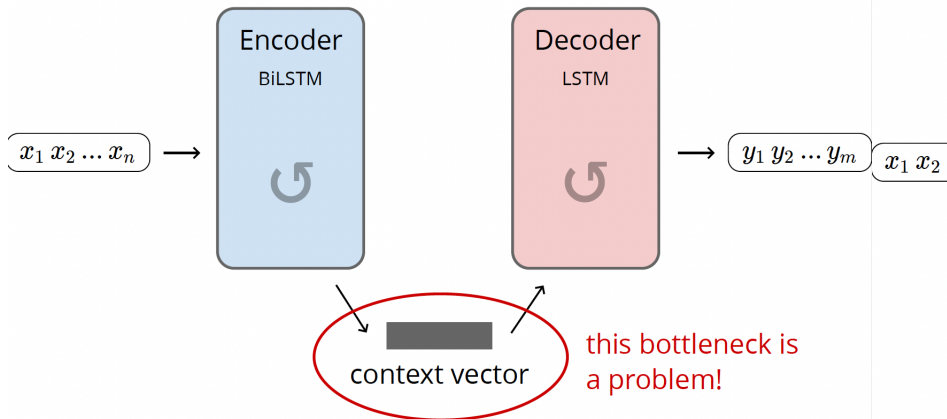 Encoder
BiLSTM
Decoder
LSTM
x₁ x₂ … xₙ
y₁ y₂ … yₘ
x₁ x₂
context vector
this bottleneck is
a problem!